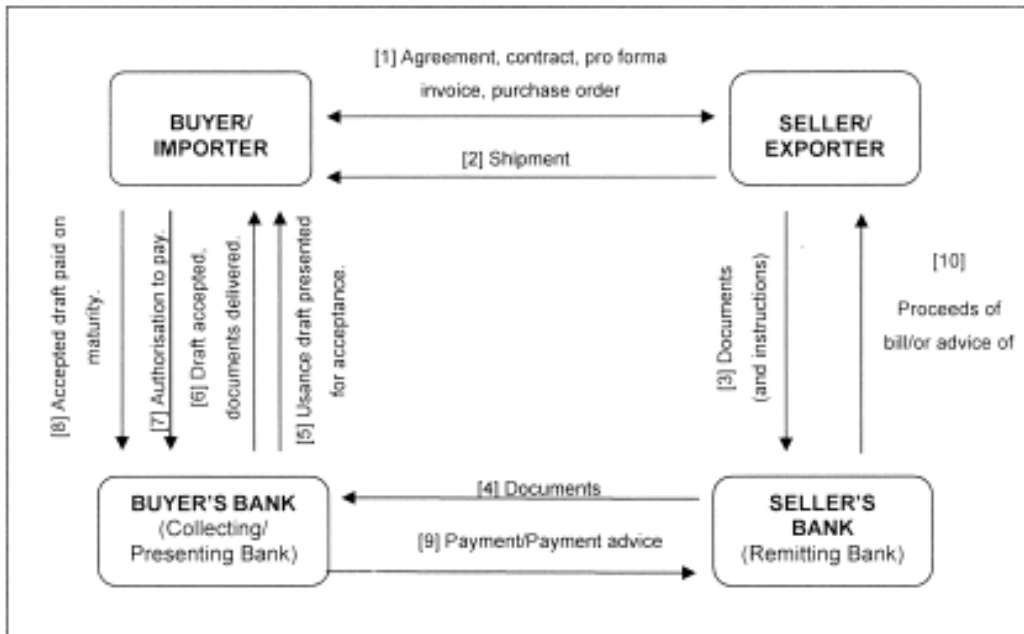 [1] Agreement, contract, pro forma
invoice, purchase order
BUYER/
IMPORTER
SELLER/
EXPORTER
[2] Shipment
[8] Accepted draft paid on
maturity.
[7] Authorisation to pay.
[6] Draft accepted,
documents delivered.
[5] Usance draft presented
for acceptance.
[3] Documents
(and instructions)
[10]
Proceeds of
bill/or advice of
BUYER'S BANK
(Collecting/
Presenting Bank)
[4] Documents
[9] Payment/Payment advice
SELLER'S
BANK
(Remitting Bank)